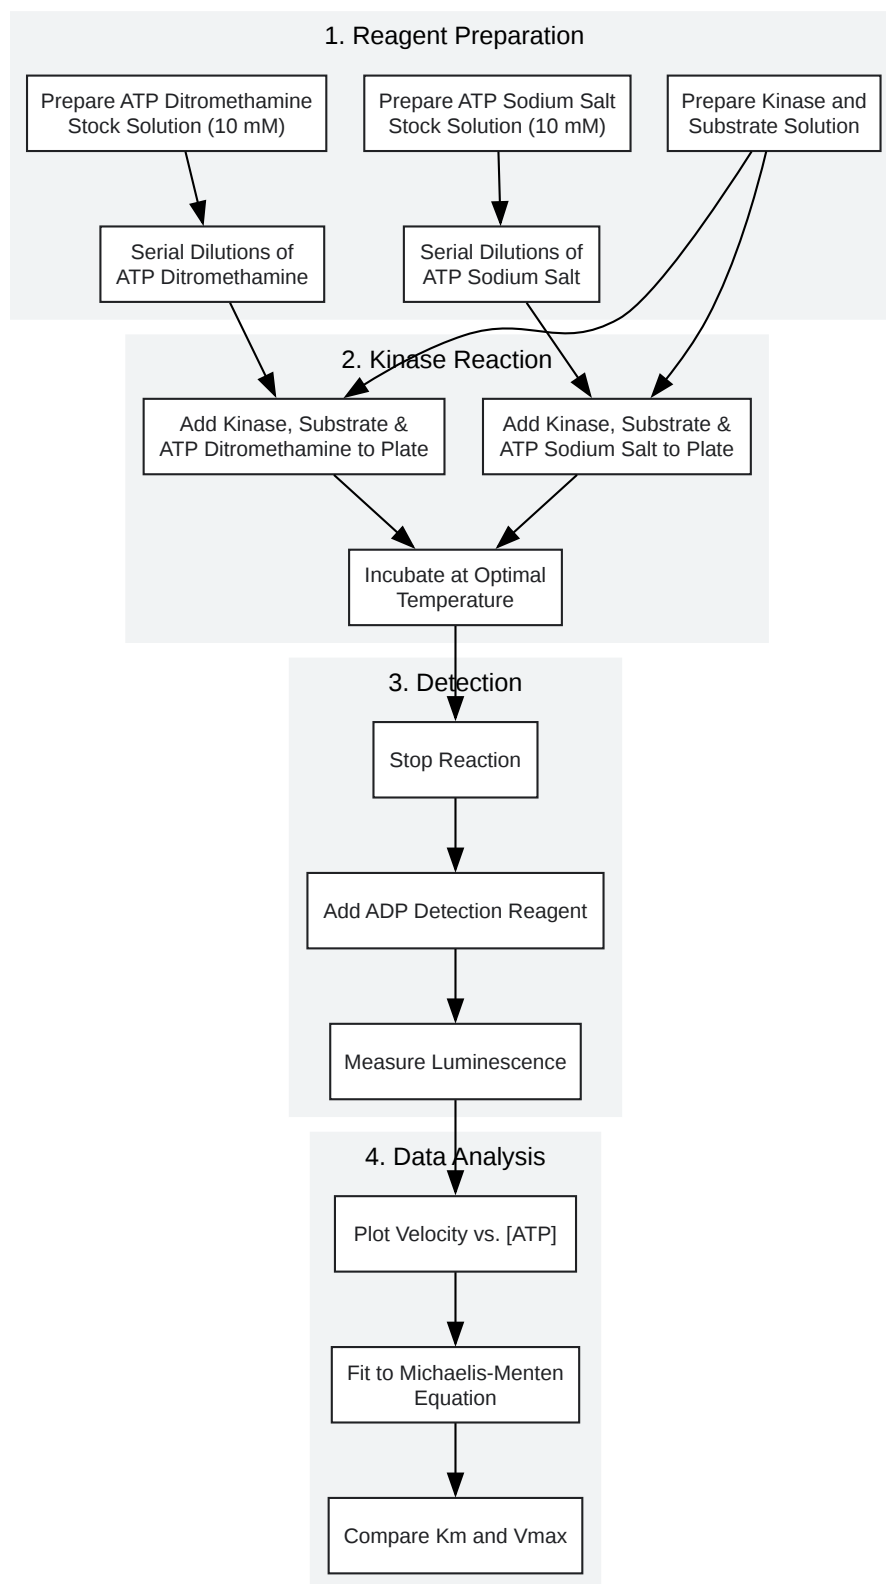 1. Reagent Preparation
Prepare ATP Ditromethamine
Stock Solution (10 mM)
Prepare ATP Sodium Salt
Stock Solution (10 mM)
Prepare Kinase and
Substrate Solution
Serial Dilutions of
ATP Ditromethamine
Serial Dilutions of
ATP Sodium Salt
2. Kinase Reaction
Add Kinase, Substrate &
ATP Ditromethamine to Plate
Add Kinase, Substrate &
ATP Sodium Salt to Plate
Incubate at Optimal
Temperature
3. Detection
Stop Reaction
Add ADP Detection Reagent
Measure Luminescence
4. Data Analysis
Plot Velocity vs. [ATP]
Fit to Michaelis-Menten
Equation
Compare Km and Vmax